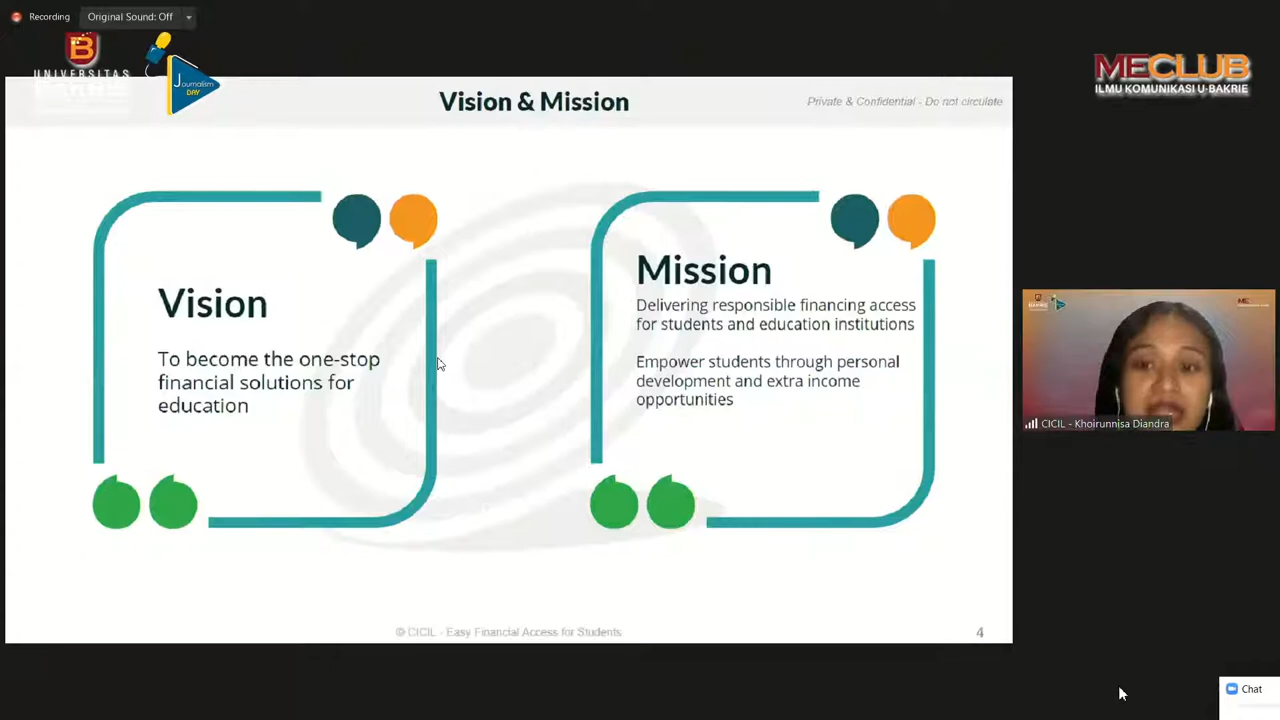 Recording
Original Sound: Off
B
UNIVERSITAS
Journalism
DAY
MECLUB
ILMU KOMUNIKASI U-BAKRIE
Vision & Mission
Private & Confidential - Do not circulate
Vision
To become the one-stop
financial solutions for
education
Mission
Delivering responsible financing access
for students and education institutions
Empower students through personal
development and extra income
opportunities
CICIL - Khoirunnisa Diandra
© CICIL - Easy Financial Access for Students
4
Chat